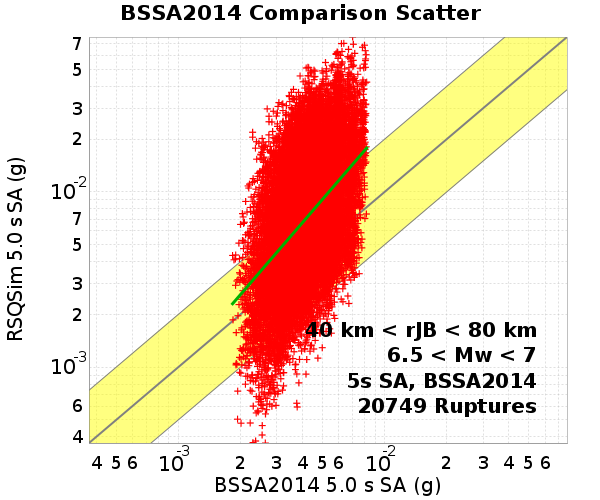 BSSA2014 Comparison Scatter
RSQSim 5.0 s SA (g)
7
5
3
2
10-2
7
5
3
2
10-3
6
4
40 km < rJB < 80 km
6.5 < Mw < 7
5s SA, BSSA2014
20749 Ruptures
4 5 6 10-3 2 3 4 5 6 10-2 2 3 4 5 6
BSSA2014 5.0 s SA (g)